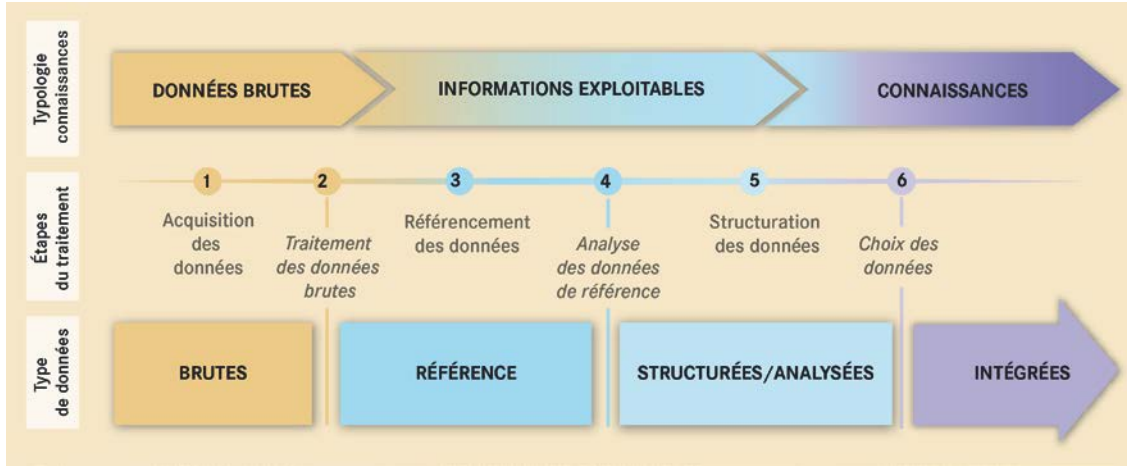 Typologie
connaissances
DONNÉES BRUTES
INFORMATIONS EXPLOITABLES
CONNAISSANCES
Étapes
du traitement
1
Acquisition
des
données
2
Traitement
des données
brutes
3
Référencement
des données
4
Analyse
des données
de référence
5
Structuration
des données
6
Choix des
données
Type
de données
BRUTES
RÉFÉRENCE
STRUCTURÉES/ANALYSÉES
INTÉGRÉES